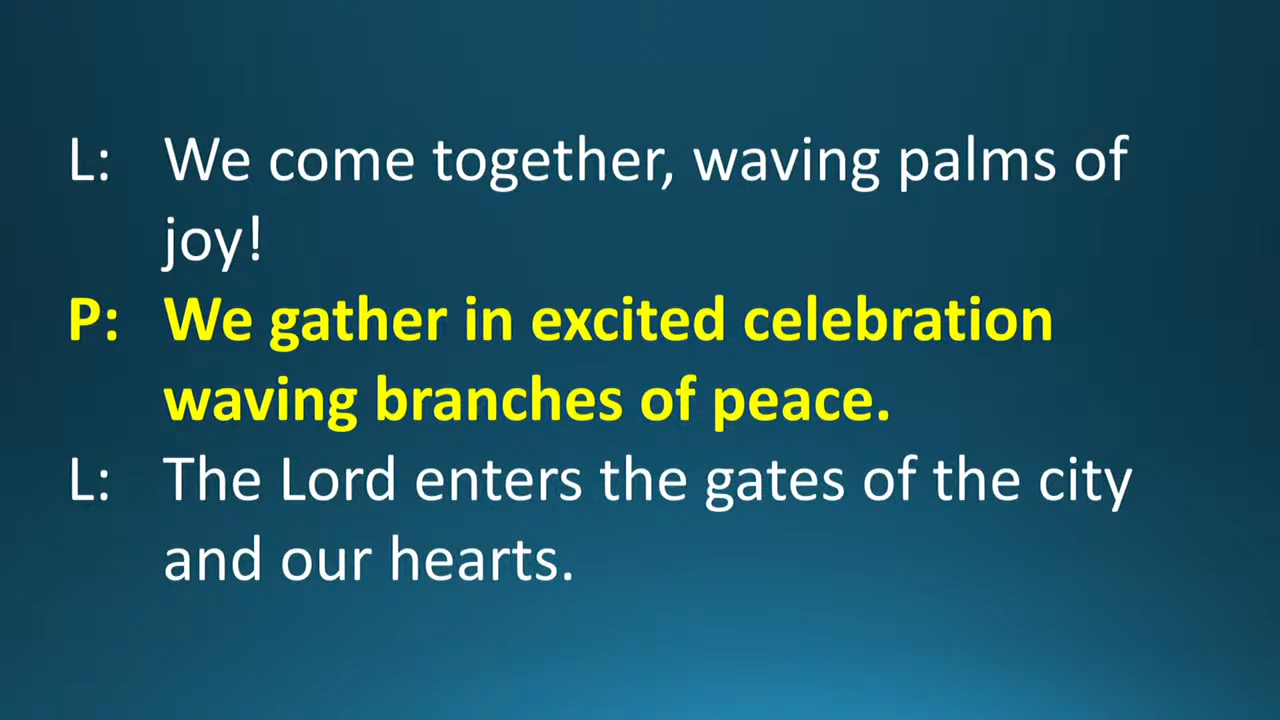 L: We come together, waving palms of
joy!
P: We gather in excited celebration
waving branches of peace.
L: The Lord enters the gates of the city
and our hearts.